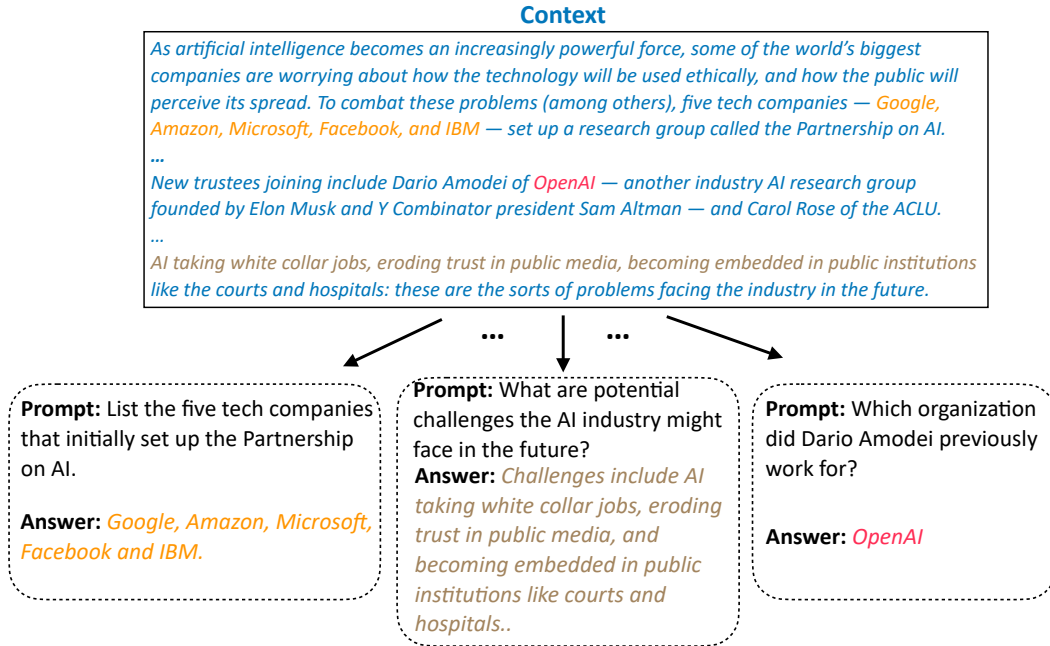 Context
As artificial intelligence becomes an increasingly powerful force, some of the world's biggest
companies are worrying about how the technology will be used ethically, and how the public will
perceive its spread. To combat these problems (among others), five tech companies — Google,
Amazon, Microsoft, Facebook, and IBM — set up a research group called the Partnership on AI.
...
New trustees joining include Dario Amodei of OpenAI — another industry AI research group
founded by Elon Musk and Y Combinator president Sam Altman — and Carol Rose of the ACLU.
...
AI taking white collar jobs, eroding trust in public media, becoming embedded in public institutions
like the courts and hospitals: these are the sorts of problems facing the industry in the future.
... ...
Prompt: List the five tech companies
that initially set up the Partnership
on AI.
Answer: Google, Amazon, Microsoft,
Facebook and IBM.
Prompt: What are potential
challenges the AI industry might
face in the future?
Answer: Challenges include AI
taking white collar jobs, eroding
trust in public media, and
becoming embedded in public
institutions like courts and
hospitals..
Prompt: Which organization
did Dario Amodei previously
work for?
Answer: OpenAI